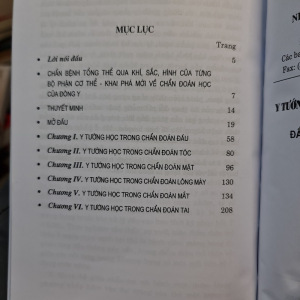 MỤC LỤC
Trang
• Lời nói đầu 5
• CHẨN BỆNH TỔNG THỂ QUA KHÍ, SẮC, HÌNH CỦA TỪNG
BỘ PHẬN CƠ THỂ - KHAI PHÁ MỚI VỀ CHẨN ĐOÁN HỌC
CỦA ĐÔNG Y 7
• THUYẾT MINH 14
• MỞ ĐẦU 19
• Chương I. Y TƯỚNG HỌC TRONG CHẨN ĐOÁN ĐẦU 58
• Chương II. Y TƯỚNG HỌC TRONG CHẨN ĐOÁN TÓC 80
• Chương III. Y TƯỚNG HỌC TRONG CHẨN ĐOÁN MẶT 96
• Chương IV. Y TƯỚNG HỌC TRONG CHẨN ĐOÁN LÔNG MÀY 130
• Chương V. Y TƯỚNG HỌC TRONG CHẨN ĐOÁN MẮT 134
• Chương VI. Y TƯỚNG HỌC TRONG CHẨN ĐOÁN TAI 208
Các
Fax: (
Y TƯỚN